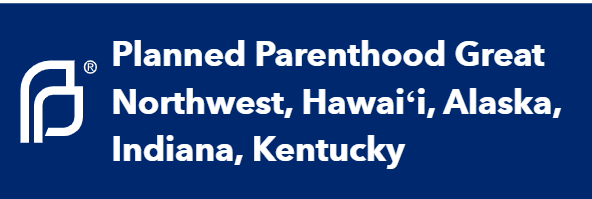 Planned Parenthood Great
Northwest, Hawaiʻi, Alaska,
Indiana, Kentucky
®